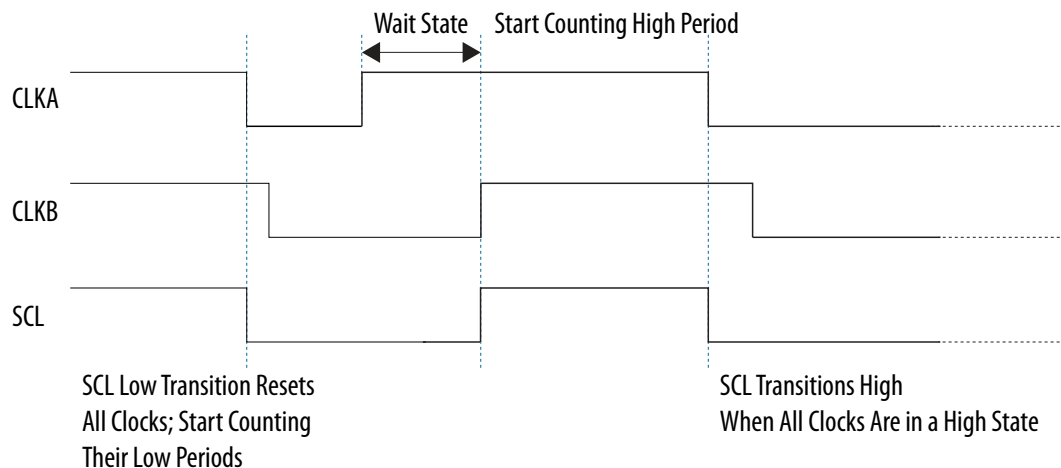 Wait State
Start Counting High Period
CLKA
CLKB
SCL
SCL Low Transition Resets
All Clocks; Start Counting
Their Low Periods
SCL Transitions High
When All Clocks Are in a High State